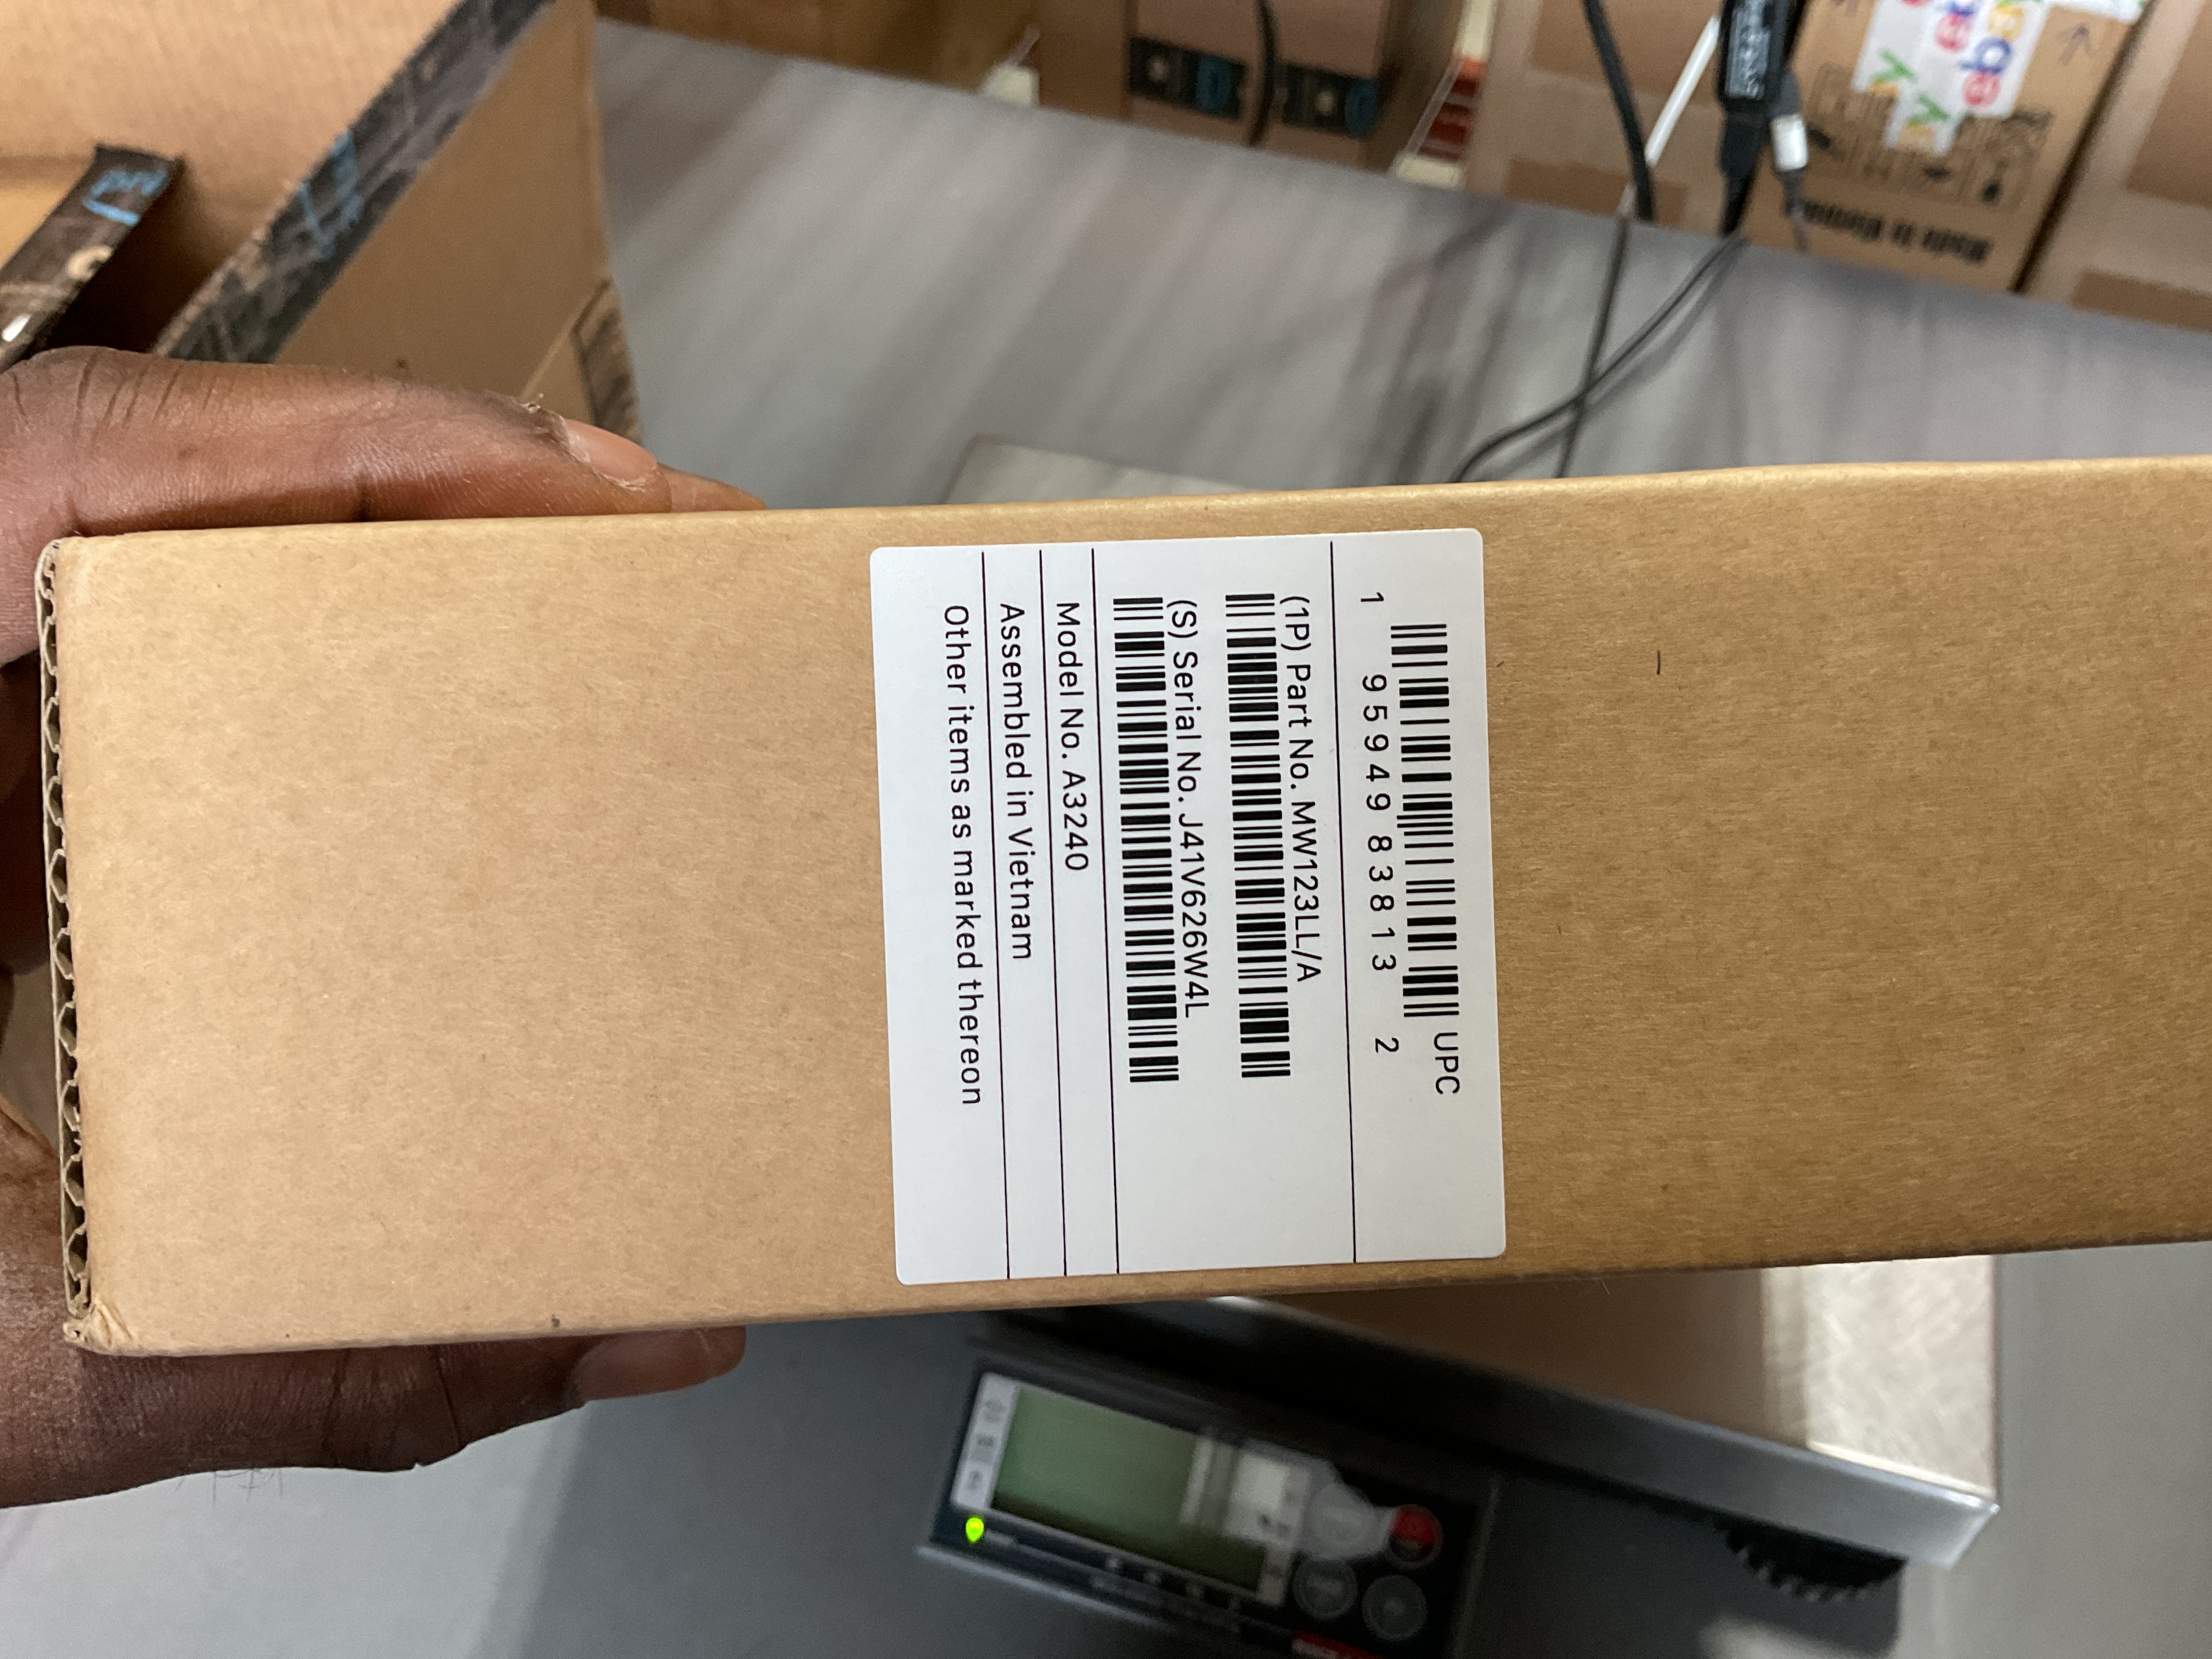 UPC
1 95949 83813 2
(1P) Part No. MW123LL/A
(S) Serial No. J41V626W4L
Model No. A3240
Assembled in Vietnam
Other items as marked thereon